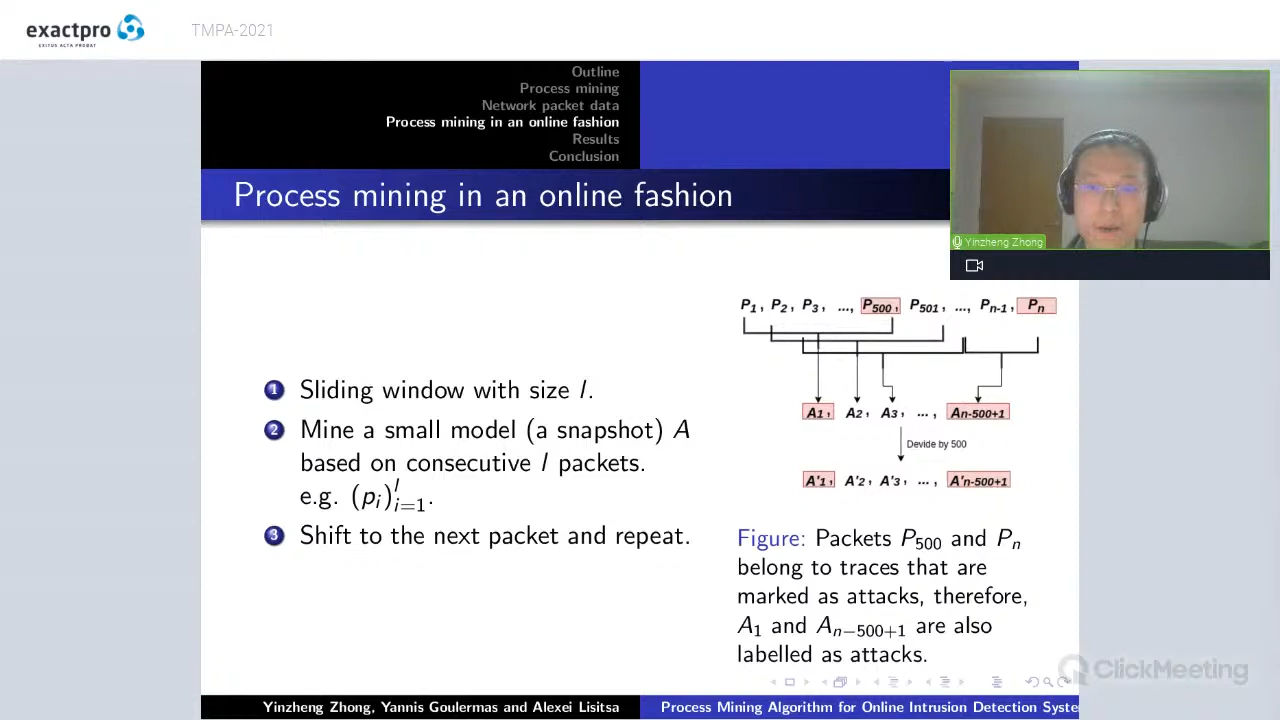 exactpro
EXITUS ACTA PROBAT
TMPA-2021
Outline
Process mining
Network packet data
Process mining in an online fashion
Results
Conclusion
Process mining in an online fashion
Yinzheng Zhong
1 Sliding window with size l.
2 Mine a small model (a snapshot) A
based on consecutive l packets.
e.g. (pᵢ)ˡᵢ₌₁.
3 Shift to the next packet and repeat.
P1, P2, P3, ..., P500, P501, ..., Pn-1, Pn
A1, A2, A3, ... , An-500+1
Devide by 500
A'1, A'2, A'3, ... , A'n-500+1
Figure: Packets P500 and Pn
belong to traces that are
marked as attacks, therefore,
A1 and An−500+1 are also
labelled as attacks.
ClickMeeting
Yinzheng Zhong, Yannis Goulermas and Alexei Lisitsa
Process Mining Algorithm for Online Intrusion Detection Syste